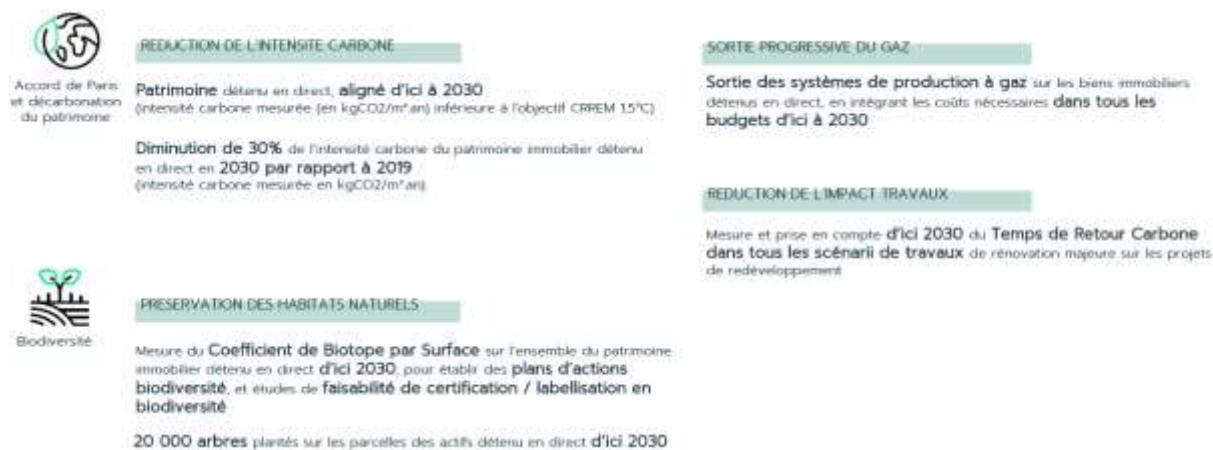 Accord de Paris
et décarbonation
du patrimoine
REDUCTION DE L'INTENSITE CARBONE
Patrimoine détenu en direct, aligné d'ici à 2030
(intensité carbone mesurée (en kgCO2/m².an) inférieure à l'objectif CRREM 1.5°C)
Diminution de 30% de l'intensité carbone du patrimoine immobilier détenu
en direct en 2030 par rapport à 2019
(intensité carbone mesurée en kgCO2/m².an).
SORTIE PROGRESSIVE DU GAZ
Sortie des systèmes de production à gaz sur les biens immobiliers
détenus en direct, en intégrant les coûts nécessaires dans tous les
budgets d'ici à 2030
REDUCTION DE L'IMPACT TRAVAUX
Mesure et prise en compte d'ici 2030 du Temps de Retour Carbone
dans tous les scénarii de travaux de rénovation majeure sur les projets
de redéveloppement
Biodiversité
PRESERVATION DES HABITATS NATURELS
Mesure du Coefficient de Biotope par Surface sur l'ensemble du patrimoine
immobilier détenu en direct d'ici 2030, pour établir des plans d'actions
biodiversité, et études de faisabilité de certification / labellisation en
biodiversité
20 000 arbres plantés sur les parcelles des actifs détenu en direct d'ici 2030